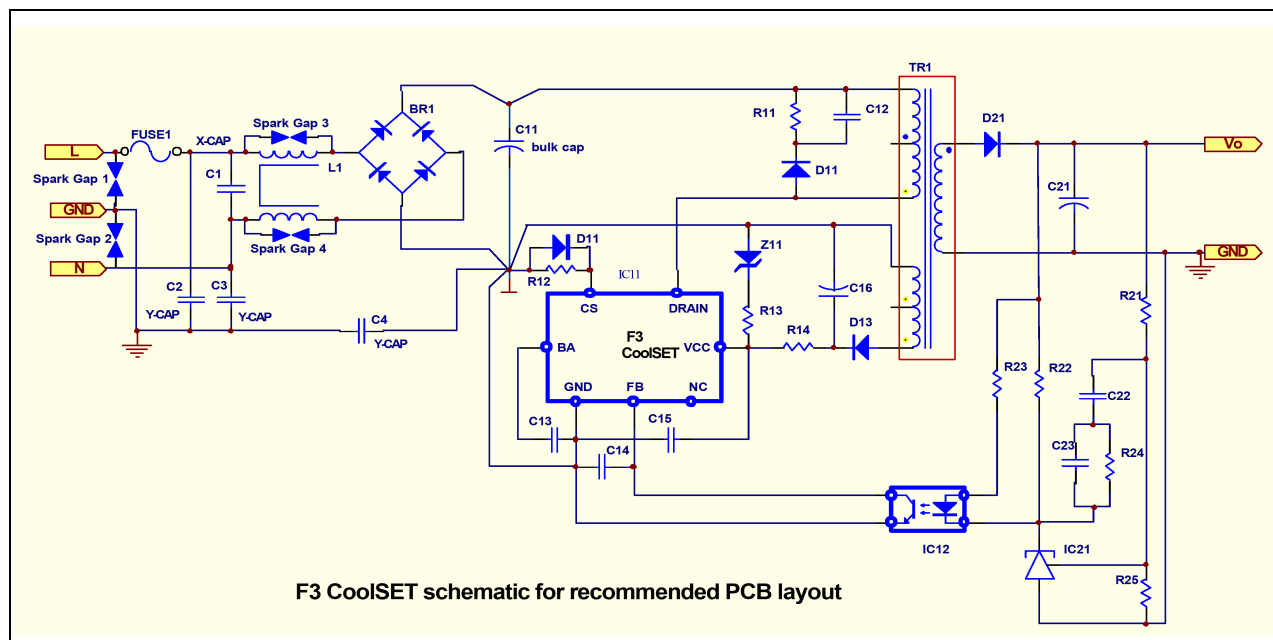 TR1
BR1
R11
C12
D21
Spark Gap 3
FUSE1
X-CAP
C11
bulk cap
L
Vo
L1
D11
Spark Gap 1
C1
C21
GND
Spark Gap 2
Spark Gap 4
D11
Z11
GND
N
R12
IC11
C2
C3
C16
R21
Y-CAP
Y-CAP
CS
DRAIN
R13
C4
Y-CAP
F3
CoolSET
R14
D13
BA
VCC
R23
R22
GND
FB
NC
C22
C13
C15
C14
C23
R24
IC12
IC21
R25
F3 CoolSET schematic for recommended PCB layout